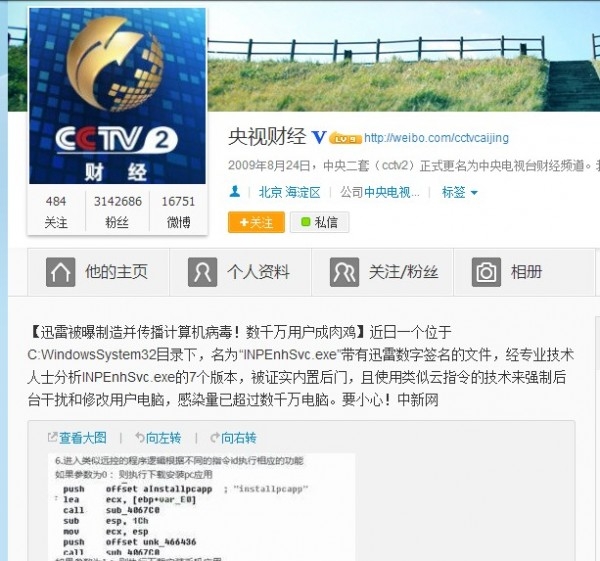 CCTV 2
财 经
央视财经 V LV 9 http://weibo.com/cctvcaijing
2009年8月24日，中央二套（cctv2）正式更名为中央电视台财经频道。
北京 海淀区 | 公司中央电视... | 标签
484 | 3142686 | 16751
关注 | 粉丝 | 微博
+关注 私信
他的主页 个人资料 关注/粉丝 相册
【迅雷被曝制造并传播计算机病毒！数千万用户成肉鸡】近日一个位于
C:WindowsSystem32目录下，名为“INPEnhSvc.exe”带有迅雷数字签名的文件，经专业技术
人士分析INPEnhSvc.exe的7个版本，被证实内置后门，且使用类似云指令的技术来强制后
台干扰和修改用户电脑，感染量已超过数千万电脑。要小心！中新网
查看大图 | 向左转 | 向右转
6.进入类似远控的程序逻辑根据不同的指令id执行相应的功能
如果参数为0：则执行下载安装pc应用
push offset aInstallpcapp ; "installpcapp"
lea ecx, [ebp+var_E0]
call sub_4067C0
sub esp, 1Ch
mov ecx, esp
push offset unk_466436
call sub_4067C0